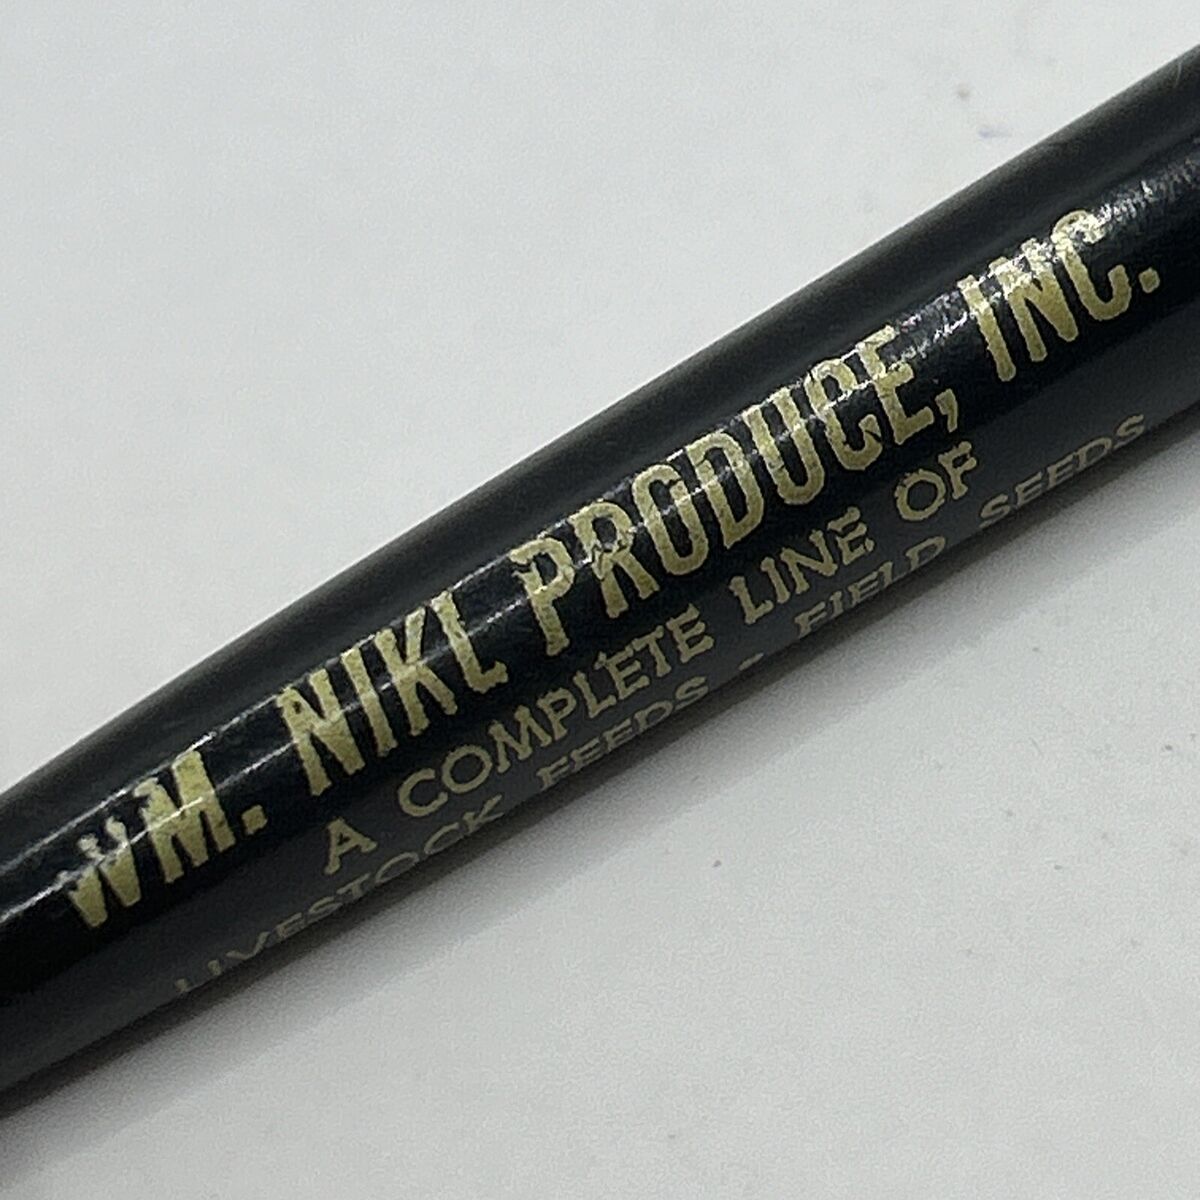 WM. NIKL PRODUCE, INC.
A COMPLETE LINE OF
LIVESTOCK FEEDS - FIELD SEEDS